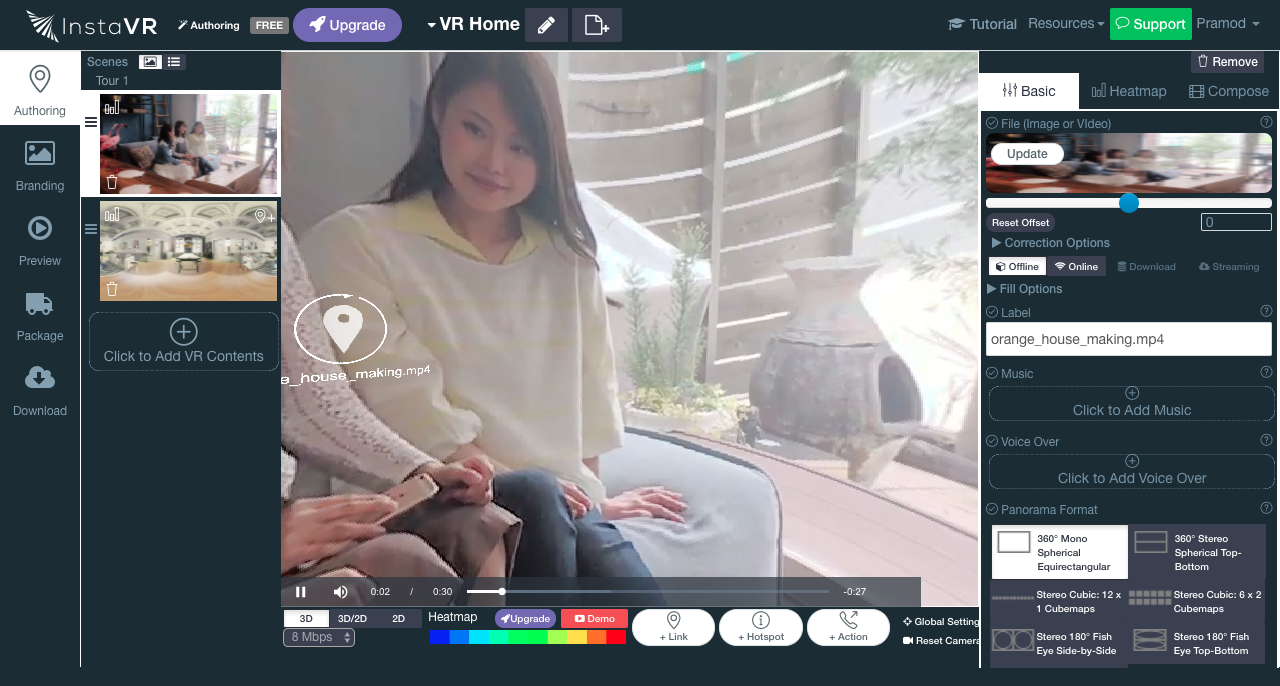 InstaVR
Authoring
FREE
Upgrade
VR Home
Tutorial
Resources
Support
Pramod
Authoring
Branding
Preview
Package
Download
Scenes
Tour 1
Click to Add VR Contents
e_house_making.mp4
0:02 / 0:30
-0:27
3D
3D/2D
2D
8 Mbps
Heatmap
Upgrade
Demo
+ Link
+ Hotspot
+ Action
Global Setting
Reset Camera
Remove
Basic
Heatmap
Compose
File (Image or VIdeo)
Update
Reset Offset
0
Correction Options
Offline
Online
Download
Streaming
Fill Options
Label
orange_house_making.mp4
Music
Click to Add Music
Voice Over
Click to Add Voice Over
Panorama Format
360° Mono
Spherical
Equirectangular
360° Stereo
Spherical Top-
Bottom
Stereo Cubic: 12 x
1 Cubemaps
Stereo Cubic: 6 x 2
Cubemaps
Stereo 180° Fish
Eye Side-by-Side
Stereo 180° Fish
Eye Top-Bottom